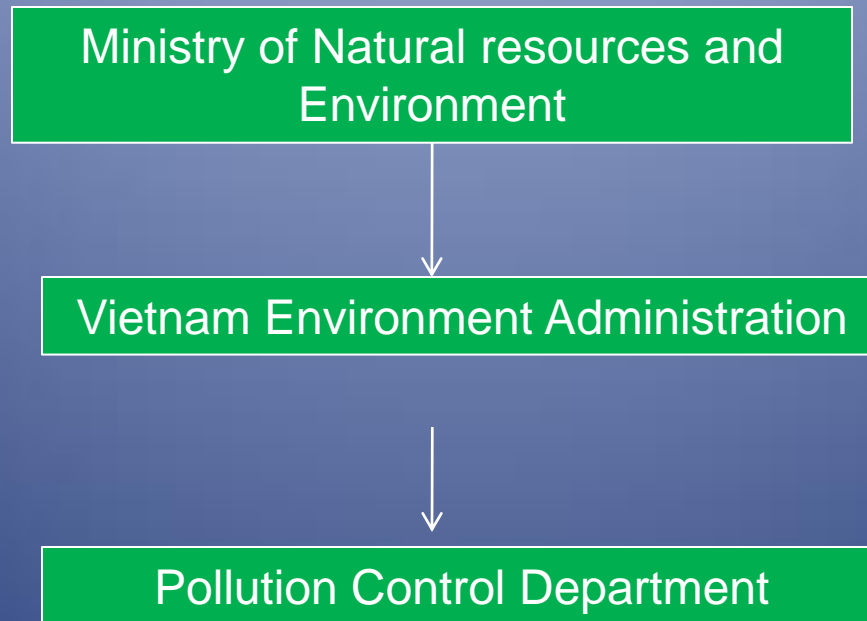 Ministry of Natural resources and
Environment
Vietnam Environment Administration
Pollution Control Department